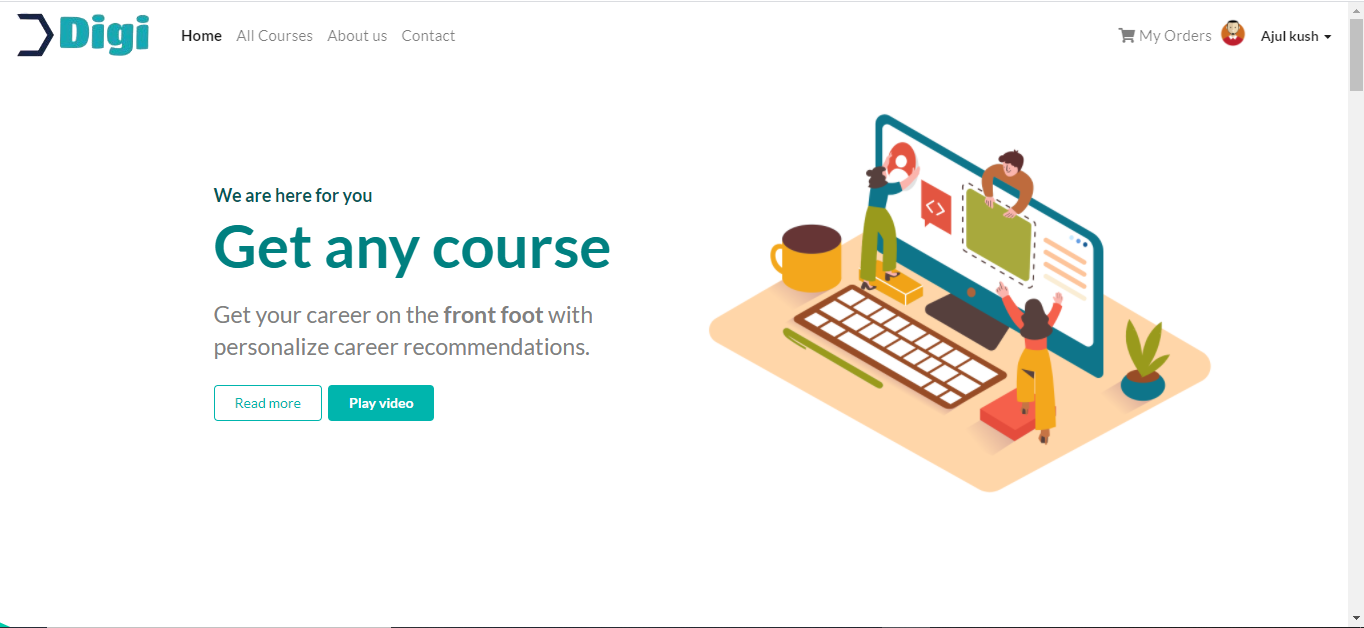 Digi
Home All Courses About us Contact
My Orders Ajul kush
We are here for you
Get any course
Get your career on the front foot with
personalize career recommendations.
Read more Play video